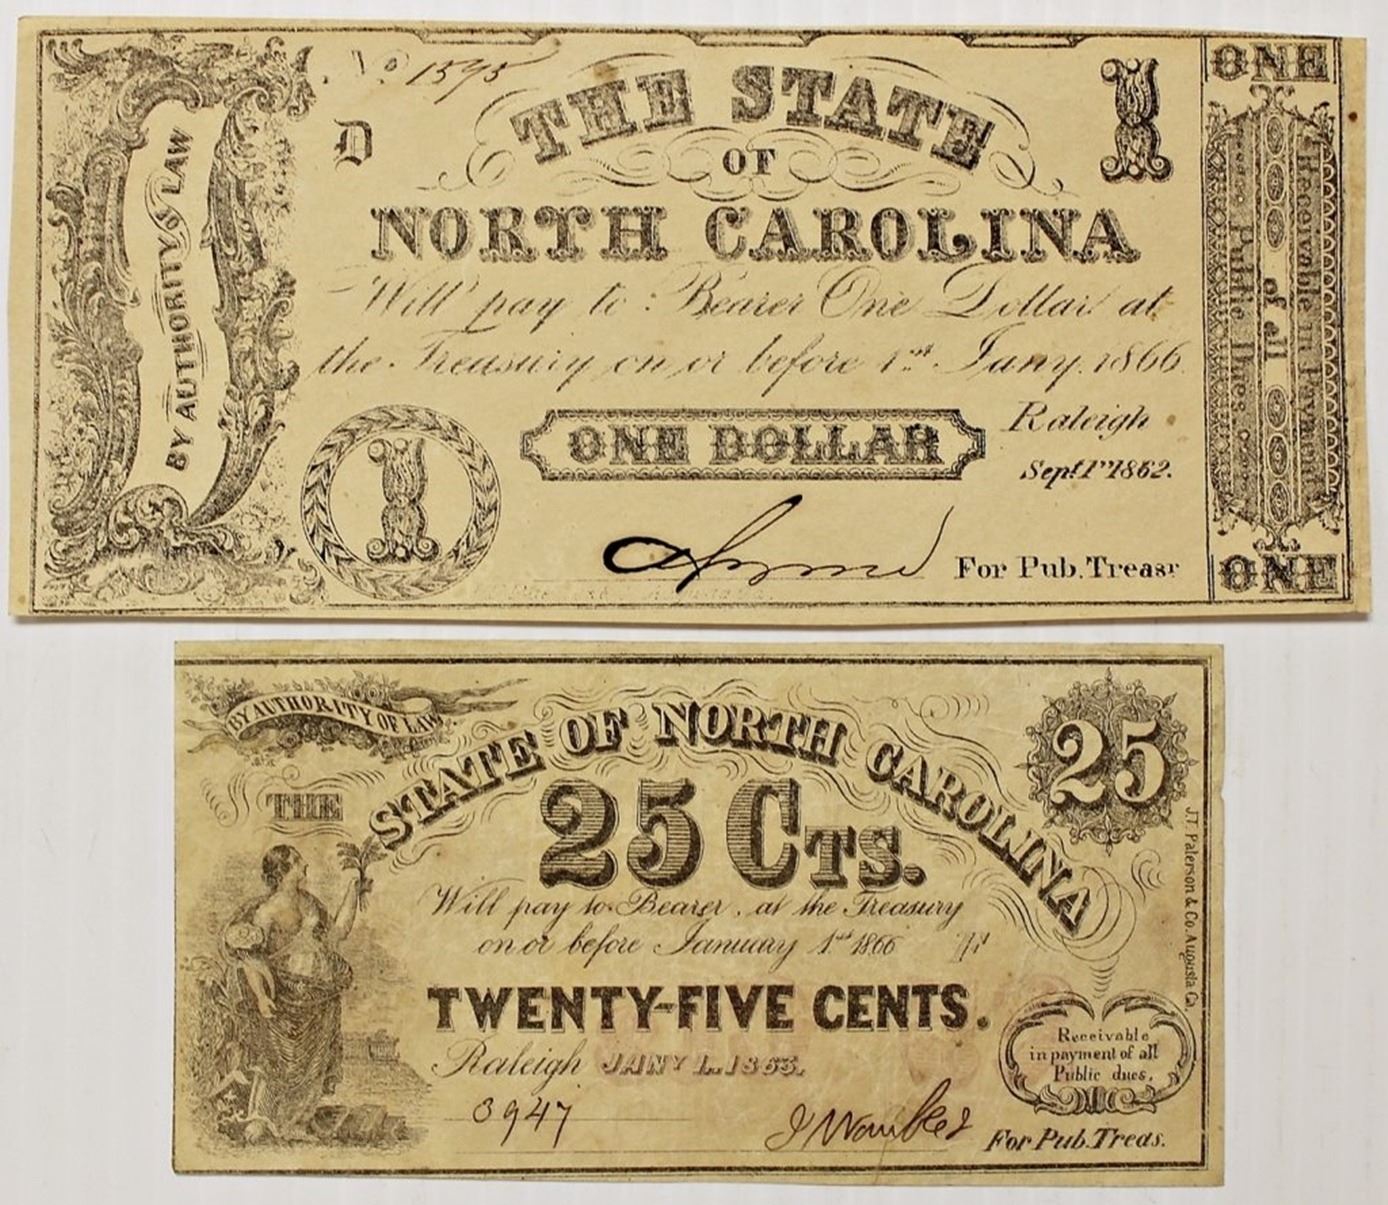 No 1595
D
THE STATE
OF
NORTH CAROLINA
1
ONE
BY AUTHORITY OF LAW
Will pay to Bearer One Dollar at
the Treasury on or before 1st Jany. 1866
Receivable in Payment
of all
Public Dues
1
ONE DOLLAR
Raleigh
Sept. 1st 1862.
For Pub. Treasr
ONE
BY AUTHORITY OF LAW
THE
STATE OF NORTH CAROLINA
25
25 CTS.
Will pay to Bearer, at the Treasury
on or before January 1st 1866
TWENTY-FIVE CENTS.
Raleigh JANY 1. 1863.
J.T. Paterson & Co. Augusta Ga.
Receivable
in payment of all
Public dues.
3947
For Pub. Treas.